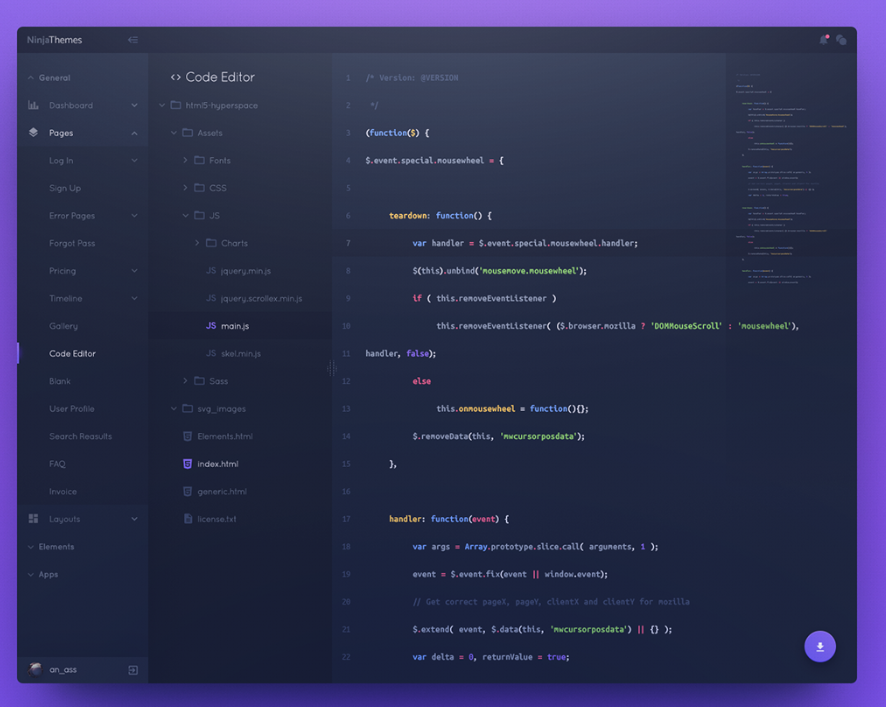 NinjaThemes
General
Dashboard
Pages
Log In
Sign Up
Error Pages
Forgot Pass
Pricing
Timeline
Gallery
Code Editor
Blank
User Profile
Search Reasults
FAQ
Invoice
Layouts
Elements
Apps
an_ass
<> Code Editor
html5-hyperspace
Assets
Fonts
CSS
JS
Charts
JS jquery.min.js
JS jquery.scrollex.min.js
JS main.js
JS skel.min.js
Sass
svg_images
Elements.html
index.html
generic.html
license.txt
1 /* Version: @VERSION
2 */
3 (function($) {
4 $.event.special.mousewheel = {
5
6 teardown: function() {
7 var handler = $.event.special.mousewheel.handler;
8 $(this).unbind('mousemove.mousewheel');
9 if ( this.removeEventListener )
10 this.removeEventListener( ($.browser.mozilla ? 'DOMMouseScroll' : 'mousewheel'),
11 handler, false);
12 else
13 this.onmousewheel = function(){};
14 $.removeData(this, 'mwcursorposdata');
15 },
16
17 handler: function(event) {
18 var args = Array.prototype.slice.call( arguments, 1 );
19 event = $.event.fix(event || window.event);
20 // Get correct pageX, pageY, clientX and clientY for mozilla
21 $.extend( event, $.data(this, 'mwcursorposdata') || {} );
22 var delta = 0, returnValue = true;